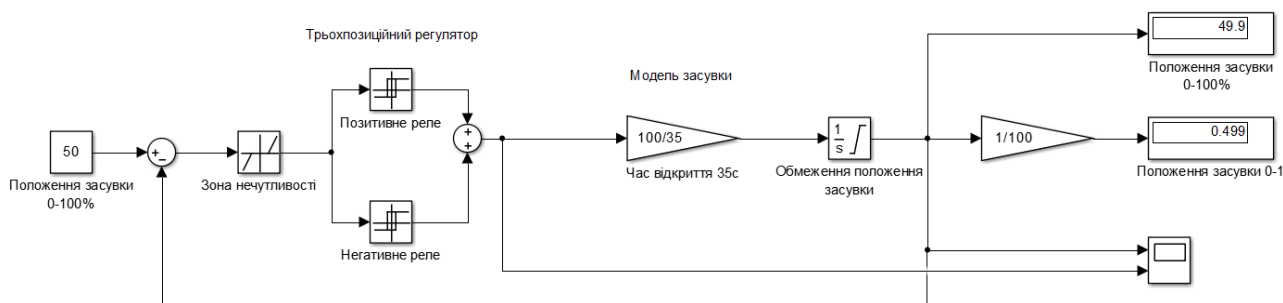 49.9
Трьохпозиційний регулятор
Положення засувки
0-100%
Модель засувки
Позитивне реле
50
+
−
+
+
100/35
1
s
1/100
0.499
Положення засувки
0-100%
Зона нечутливості
Час відкриття 35с
Обмеження положення
засувки
Положення засувки 0-1
Негативне реле